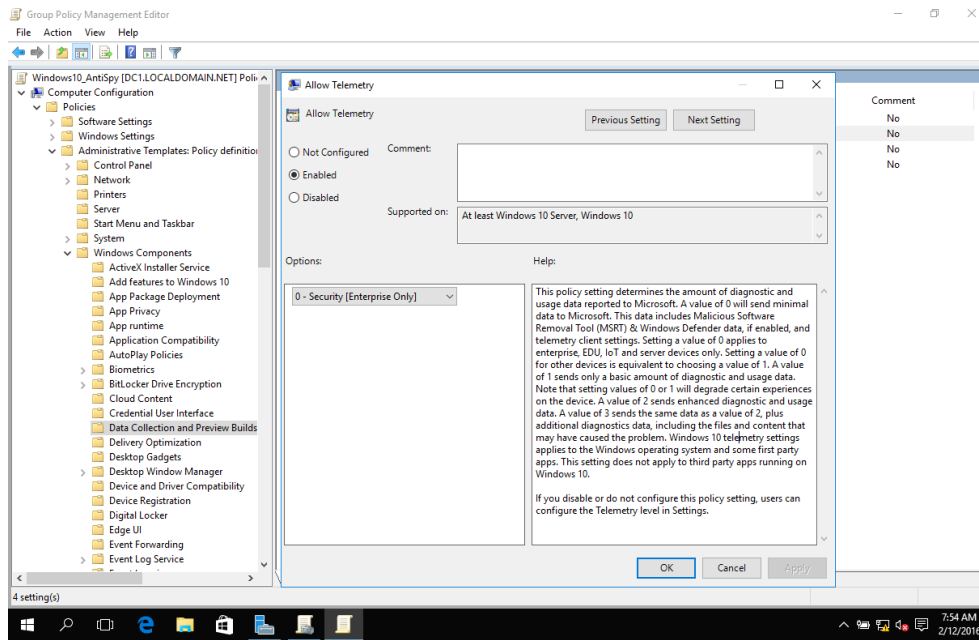 Group Policy Management Editor
File Action View Help
Windows10_AntiSpy [DC1.LOCALDOMAIN.NET] Poli
Computer Configuration
Policies
Software Settings
Windows Settings
Administrative Templates: Policy definition
Control Panel
Network
Printers
Server
Start Menu and Taskbar
System
Windows Components
ActiveX Installer Service
Add features to Windows 10
App Package Deployment
App Privacy
App runtime
Application Compatibility
AutoPlay Policies
Biometrics
BitLocker Drive Encryption
Cloud Content
Credential User Interface
Data Collection and Preview Builds
Delivery Optimization
Desktop Gadgets
Desktop Window Manager
Device and Driver Compatibility
Device Registration
Digital Locker
Edge UI
Event Forwarding
Event Log Service
4 setting(s)
Allow Telemetry
Allow Telemetry
Previous Setting
Next Setting
Not Configured
Enabled
Disabled
Comment:
Supported on:
At least Windows 10 Server, Windows 10
Options:
Help:
0 - Security [Enterprise Only]
This policy setting determines the amount of diagnostic and
usage data reported to Microsoft. A value of 0 will send minimal
data to Microsoft. This data includes Malicious Software
Removal Tool (MSRT) & Windows Defender data, if enabled, and
telemetry client settings. Setting a value of 0 applies to
enterprise, EDU, IoT and server devices only. Setting a value of 0
for other devices is equivalent to choosing a value of 1. A value
of 1 sends only a basic amount of diagnostic and usage data.
Note that setting values of 0 or 1 will degrade certain experiences
on the device. A value of 2 sends enhanced diagnostic and usage
data. A value of 3 sends the same data as a value of 2, plus
additional diagnostics data, including the files and content that
may have caused the problem. Windows 10 telemetry settings
applies to the Windows operating system and some first party
apps. This setting does not apply to third party apps running on
Windows 10.
If you disable or do not configure this policy setting, users can
configure the Telemetry level in Settings.
OK
Cancel
Apply
Comment
No
No
No
No
7:54 AM